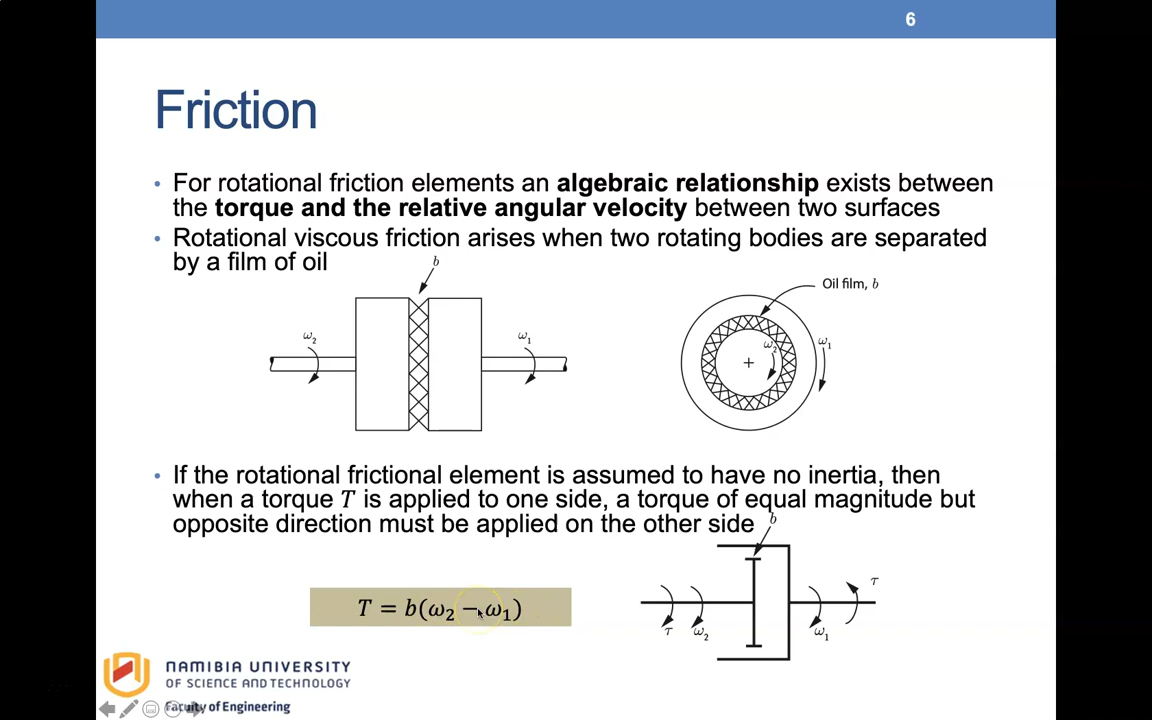 6
Friction
• For rotational friction elements an algebraic relationship exists between
the torque and the relative angular velocity between two surfaces
• Rotational viscous friction arises when two rotating bodies are separated
by a film of oil
b
Oil film, b
ω₂
ω₁
ω₂
ω₁
• If the rotational frictional element is assumed to have no inertia, then
when a torque T is applied to one side, a torque of equal magnitude but
opposite direction must be applied on the other side
b
T = b(ω₂ − ω₁)
τ
τ
ω₂
ω₁
NAMIBIA UNIVERSITY
OF SCIENCE AND TECHNOLOGY
Faculty of Engineering